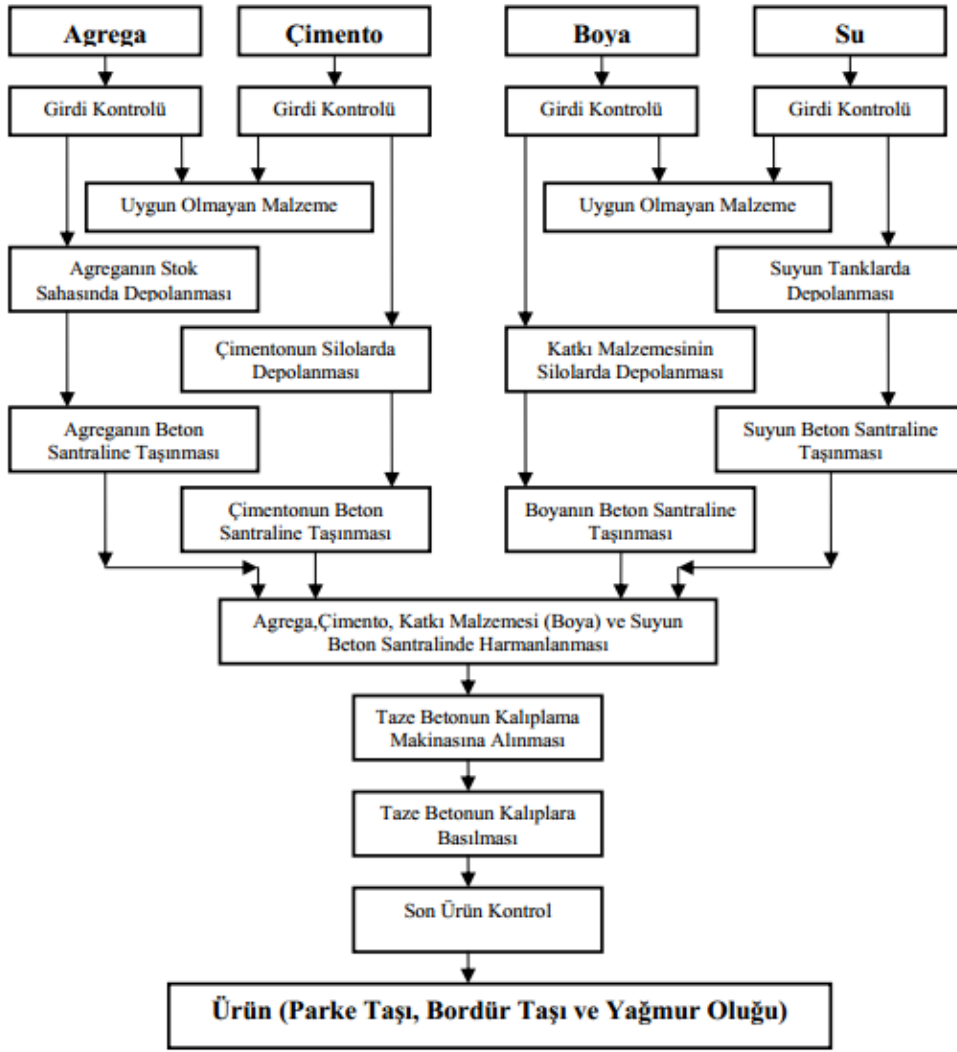 Agrega
Çimento
Boya
Su
Girdi Kontrolü
Girdi Kontrolü
Girdi Kontrolü
Girdi Kontrolü
Uygun Olmayan Malzeme
Uygun Olmayan Malzeme
Agreganın Stok
Sahasında Depolanması
Suyun Tanklarda
Depolanması
Çimentonun Silolarda
Depolanması
Katkı Malzemesinin
Silolarda Depolanması
Agreganın Beton
Santraline Taşınması
Suyun Beton Santraline
Taşınması
Çimentonun Beton
Santraline Taşınması
Boyanın Beton Santraline
Taşınması
Agrega,Çimento, Katkı Malzemesi (Boya) ve Suyun
Beton Santralinde Harmanlanması
Taze Betonun Kalıplama
Makinasına Alınması
Taze Betonun Kalıplara
Basılması
Son Ürün Kontrol
Ürün (Parke Taşı, Bordür Taşı ve Yağmur Oluğu)